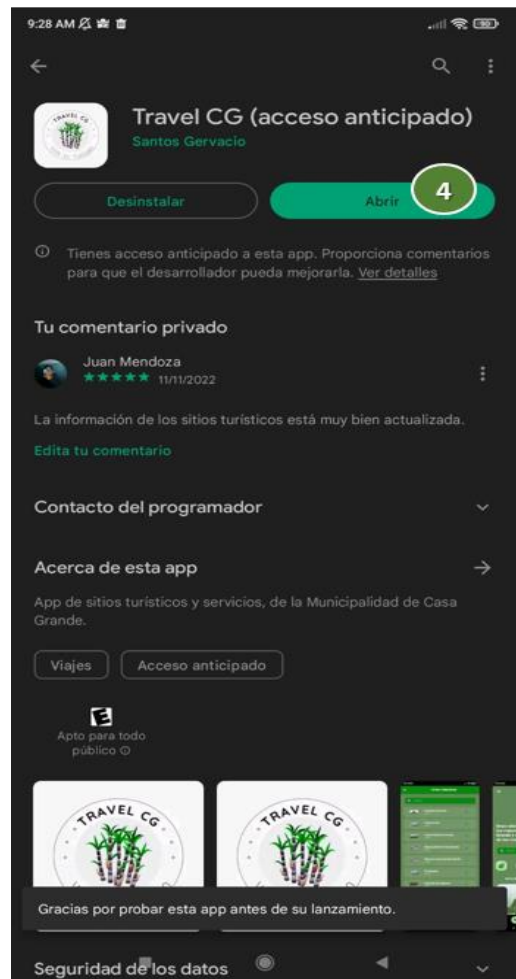 9:28 AM
90
Travel CG (acceso anticipado)
Santos Gervacio
Desinstalar
Abrir
4
Tienes acceso anticipado a esta app. Proporciona comentarios
para que el desarrollador pueda mejorarla. Ver detalles
Tu comentario privado
Juan Mendoza
11/11/2022
La información de los sitios turísticos está muy bien actualizada.
Edita tu comentario
Contacto del programador
Acerca de esta app
App de sitios turísticos y servicios, de la Municipalidad de Casa
Grande.
Viajes
Acceso anticipado
E
Apto para todo
público
TRAVEL CG
TRAVEL CG
Gracias por probar esta app antes de su lanzamiento.
Seguridad de los datos